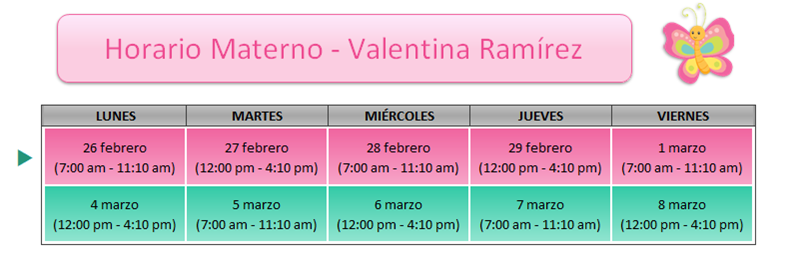 Horario Materno - Valentina Ramírez
LUNES MARTES MIÉRCOLES JUEVES VIERNES
26 febrero 27 febrero 28 febrero 29 febrero 1 marzo
(7:00 am - 11:10 am) (12:00 pm - 4:10 pm) (7:00 am - 11:10 am) (12:00 pm - 4:10 pm) (7:00 am - 11:10 am)
4 marzo 5 marzo 6 marzo 7 marzo 8 marzo
(12:00 pm - 4:10 pm) (7:00 am - 11:10 am) (12:00 pm - 4:10 pm) (7:00 am - 11:10 am) (12:00 pm - 4:10 pm)